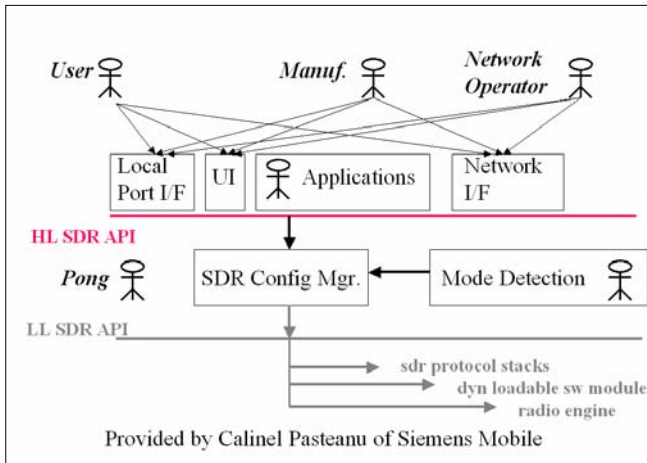 User
Manuf.
Network
Operator
Local
Port I/F
UI
Applications
Network
I/F
HL SDR API
Pong
SDR Config Mgr.
Mode Detection
LL SDR API
sdr protocol stacks
dyn loadable sw module
radio engine
Provided by Calinel Pasteanu of Siemens Mobile